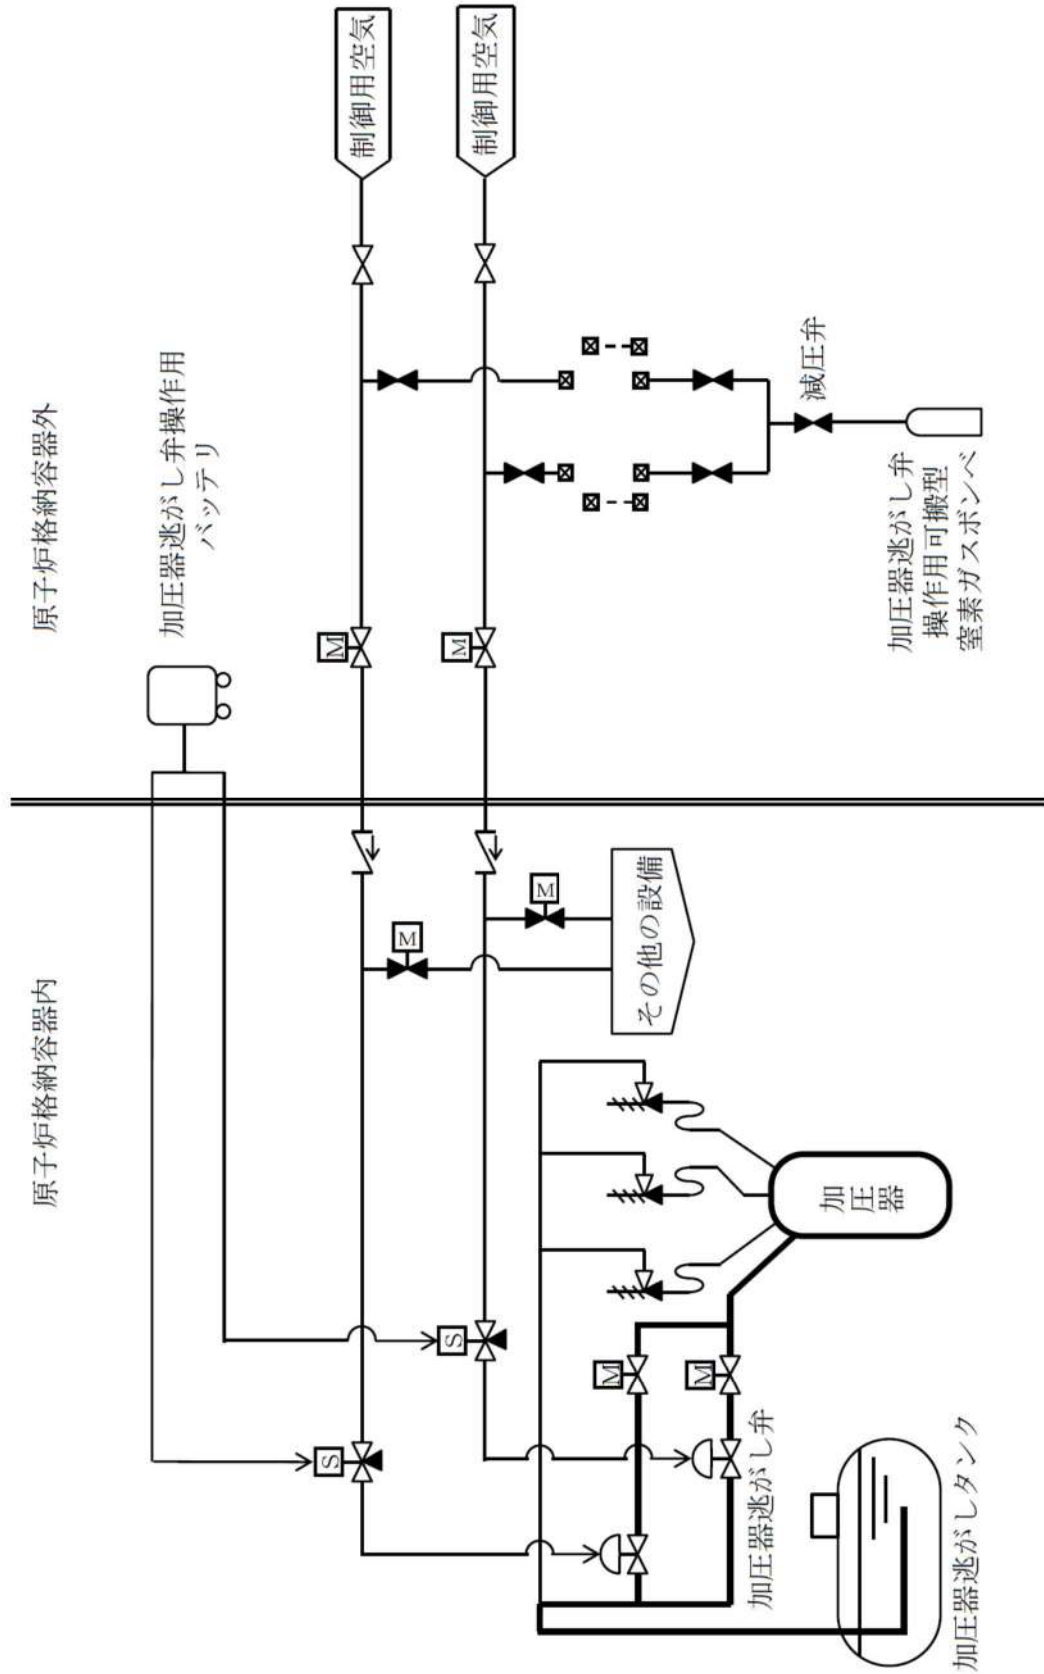 原子炉格納容器内
原子炉格納容器外
加圧器逃がし弁操作用
バッテリ
制御用空気
制御用空気
M
M
M
M
S
S
その他の設備
減圧弁
加圧器逃がし弁
操作用可搬型
窒素ガスボンベ
M
M
加圧器
加圧器逃がし弁
加圧器逃がしタンク